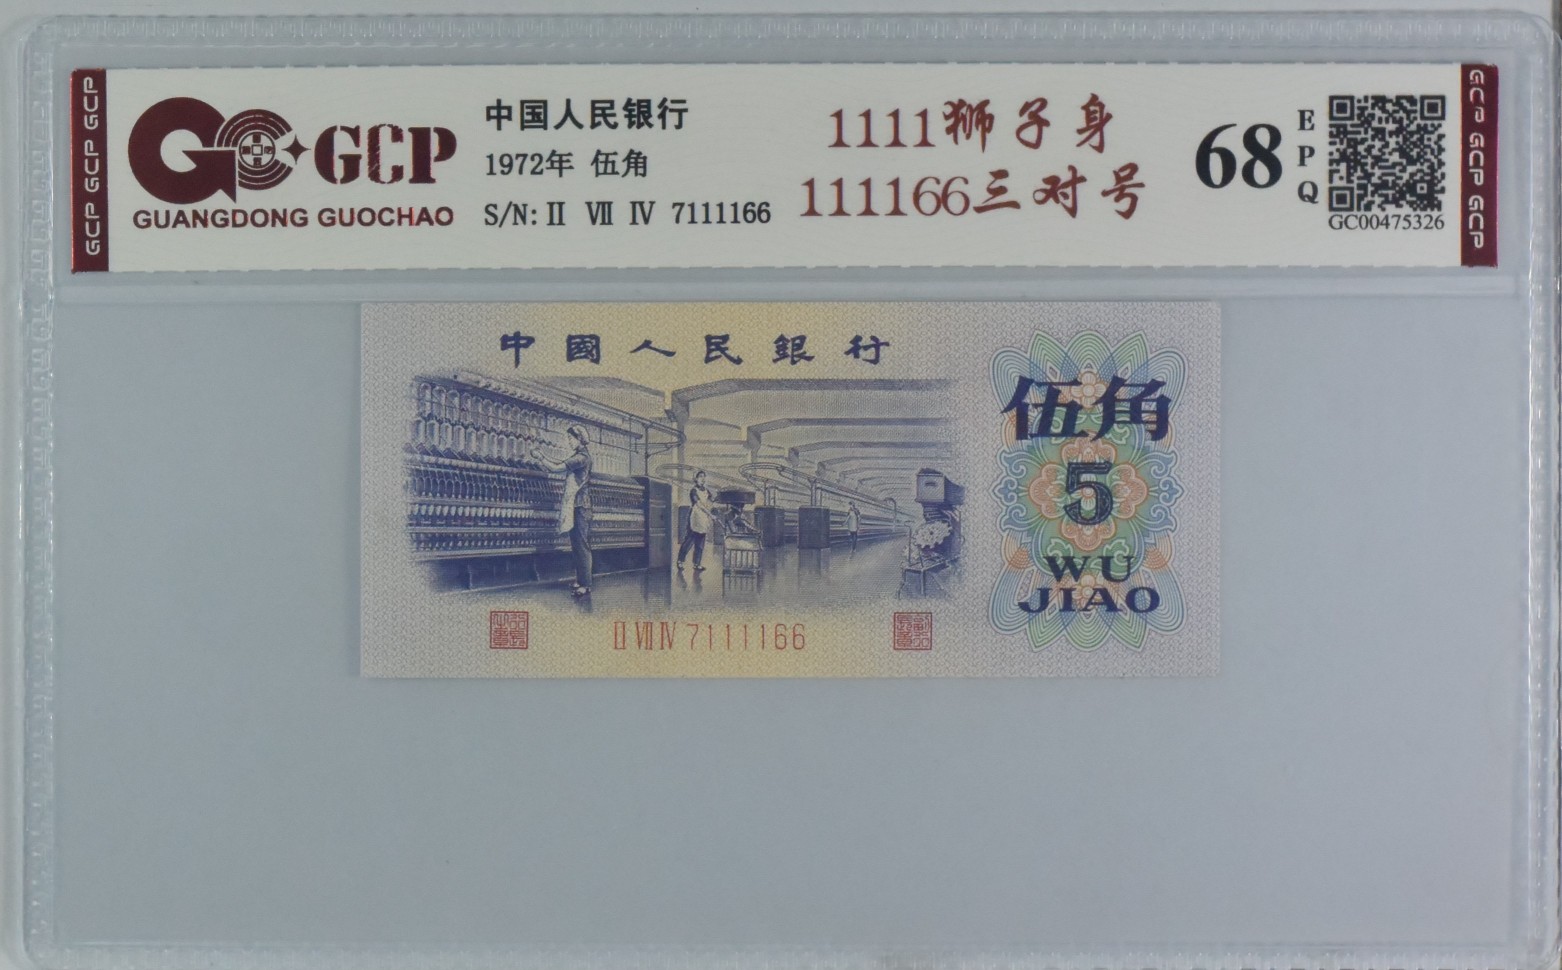 GCP GCP GCP
GCP
GUANGDONG GUOCHAO
中国人民银行
1972年 伍角
S/N: II VII IV 7111166
1111狮子身
111166三对号
68
EPQ
GC00475326
GCP GCP GCP
中國人民銀行
伍角
5
WU
JIAO
II VII IV 7111166